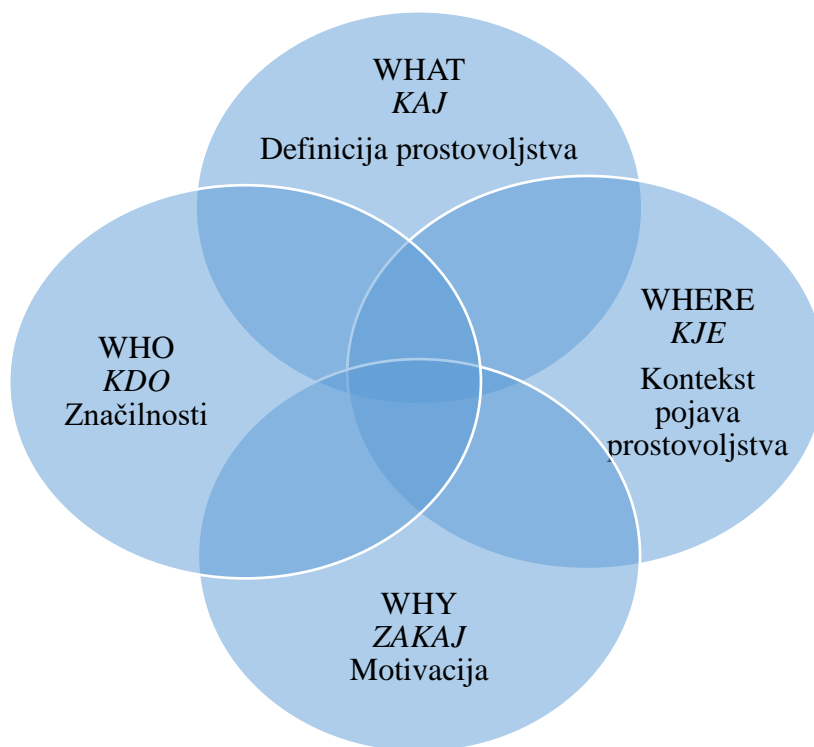 WHAT
KAJ
Definicija prostovoljstva
WHO
KDO
Značilnosti
WHERE
KJE
Kontekst
pojava
prostovoljstva
WHY
ZAKAJ
Motivacija